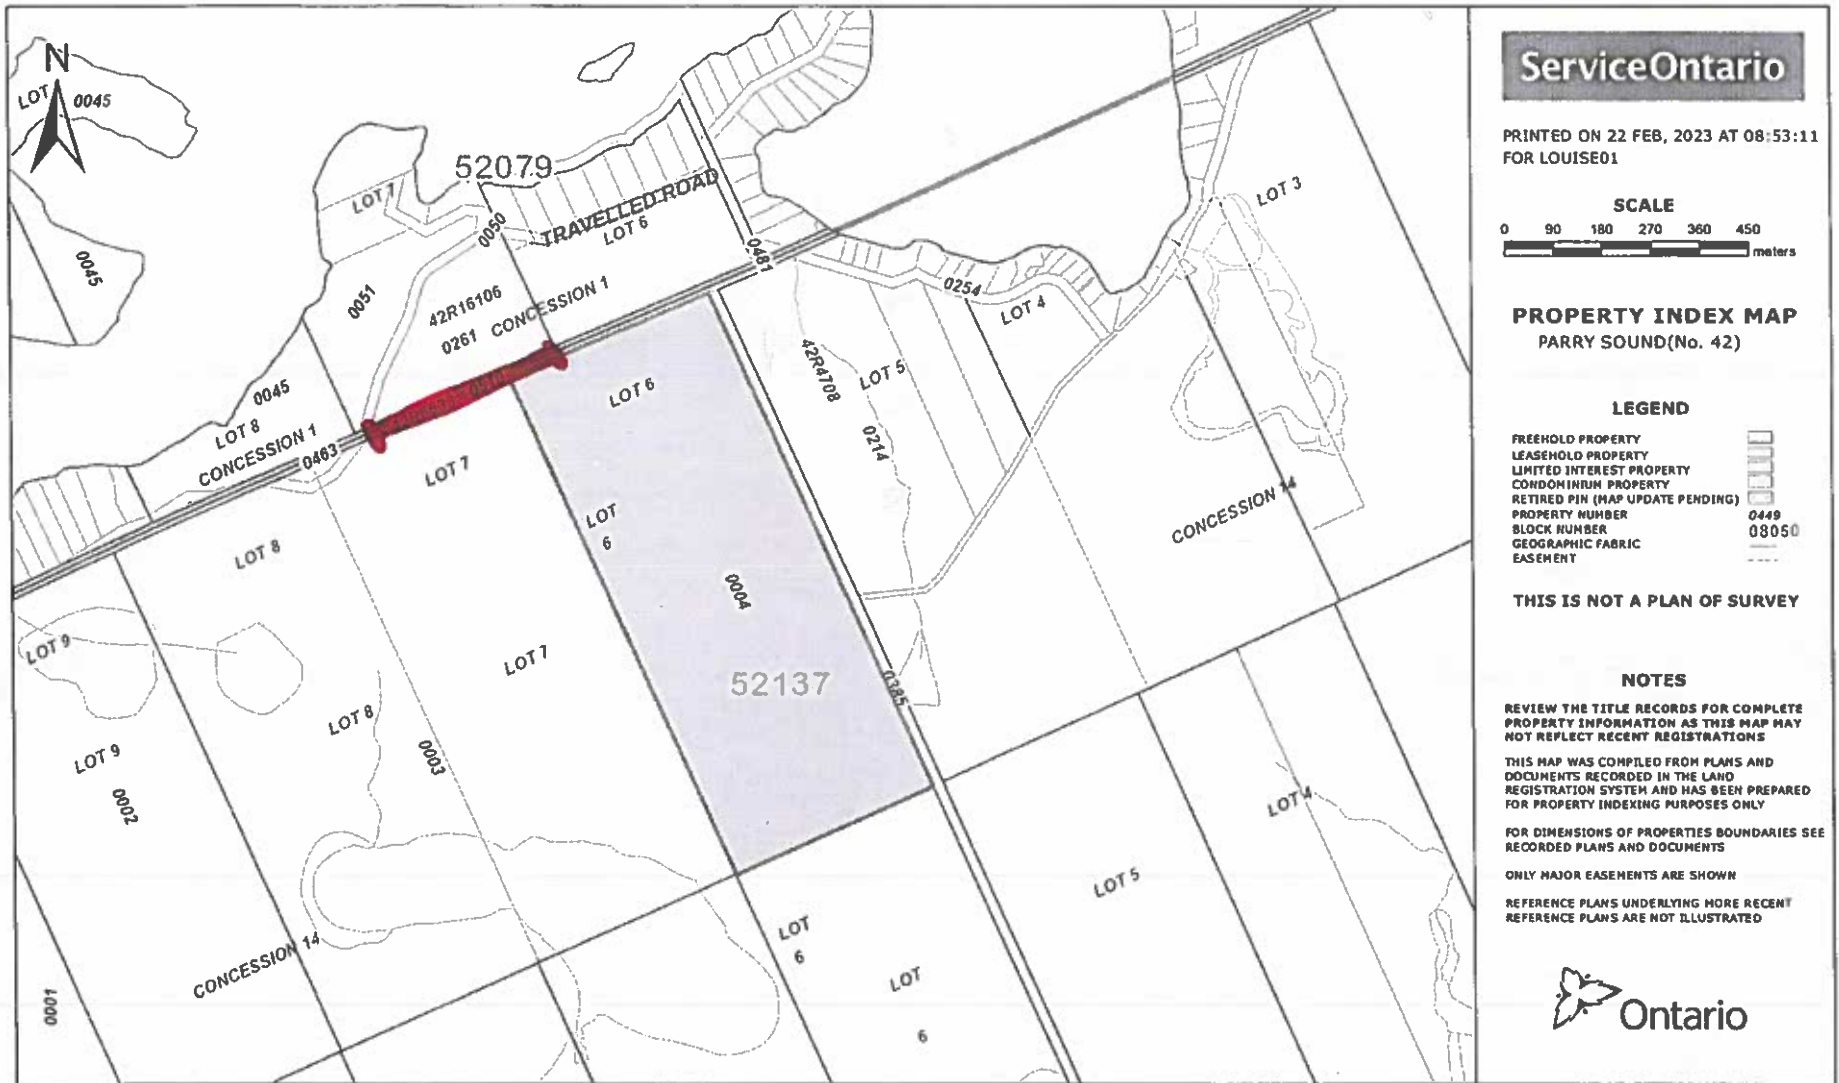 N
LOT
0045
0045
52079
LOT 7
0050
TRAVELLED ROAD
LOT 6
0481
0051
42R16106
0261 CONCESSION 1
0254
LOT 3
LOT 4
42R4708
LOT 5
0214
0045
LOT 8
CONCESSION 1
0463
LOT 6
LOT 7
LOT
6
CONCESSION 14
LOT 8
0004
LOT 9
LOT 7
52137
0385
LOT 8
0003
LOT 9
0002
LOT 4
LOT 5
CONCESSION 14
0001
LOT
6
LOT
6
ServiceOntario
PRINTED ON 22 FEB, 2023 AT 08:53:11
FOR LOUISE01
SCALE
0 90 180 270 360 450
meters
PROPERTY INDEX MAP
PARRY SOUND(No. 42)
LEGEND
FREEHOLD PROPERTY
LEASEHOLD PROPERTY
LIMITED INTEREST PROPERTY
CONDOMINIUM PROPERTY
RETIRED PIN (MAP UPDATE PENDING)
PROPERTY NUMBER 0449
BLOCK NUMBER 08050
GEOGRAPHIC FABRIC
EASEMENT
THIS IS NOT A PLAN OF SURVEY
NOTES
REVIEW THE TITLE RECORDS FOR COMPLETE
PROPERTY INFORMATION AS THIS MAP MAY
NOT REFLECT RECENT REGISTRATIONS
THIS MAP WAS COMPILED FROM PLANS AND
DOCUMENTS RECORDED IN THE LAND
REGISTRATION SYSTEM AND HAS BEEN PREPARED
FOR PROPERTY INDEXING PURPOSES ONLY
FOR DIMENSIONS OF PROPERTIES BOUNDARIES SEE
RECORDED PLANS AND DOCUMENTS
ONLY MAJOR EASEMENTS ARE SHOWN
REFERENCE PLANS UNDERLYING MORE RECENT
REFERENCE PLANS ARE NOT ILLUSTRATED
Ontario